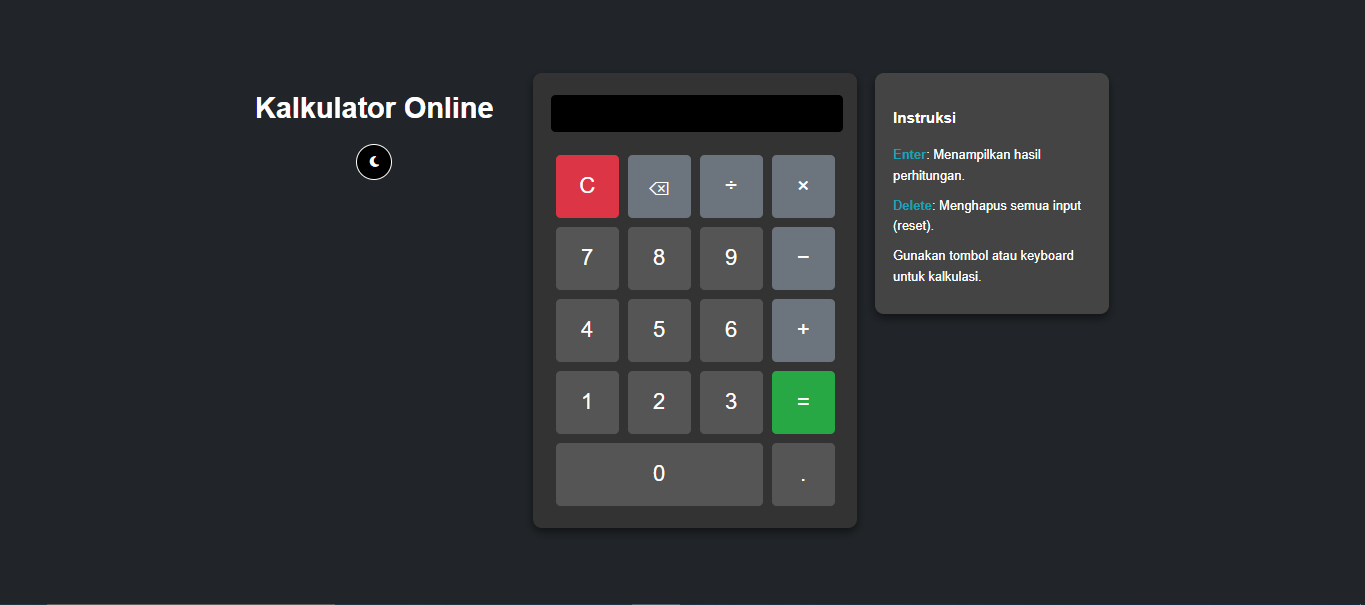 Kalkulator Online
C ⌫ ÷ ×
7 8 9 −
4 5 6 +
1 2 3 =
0 .
Instruksi
Enter: Menampilkan hasil
perhitungan.
Delete: Menghapus semua input
(reset).
Gunakan tombol atau keyboard
untuk kalkulasi.